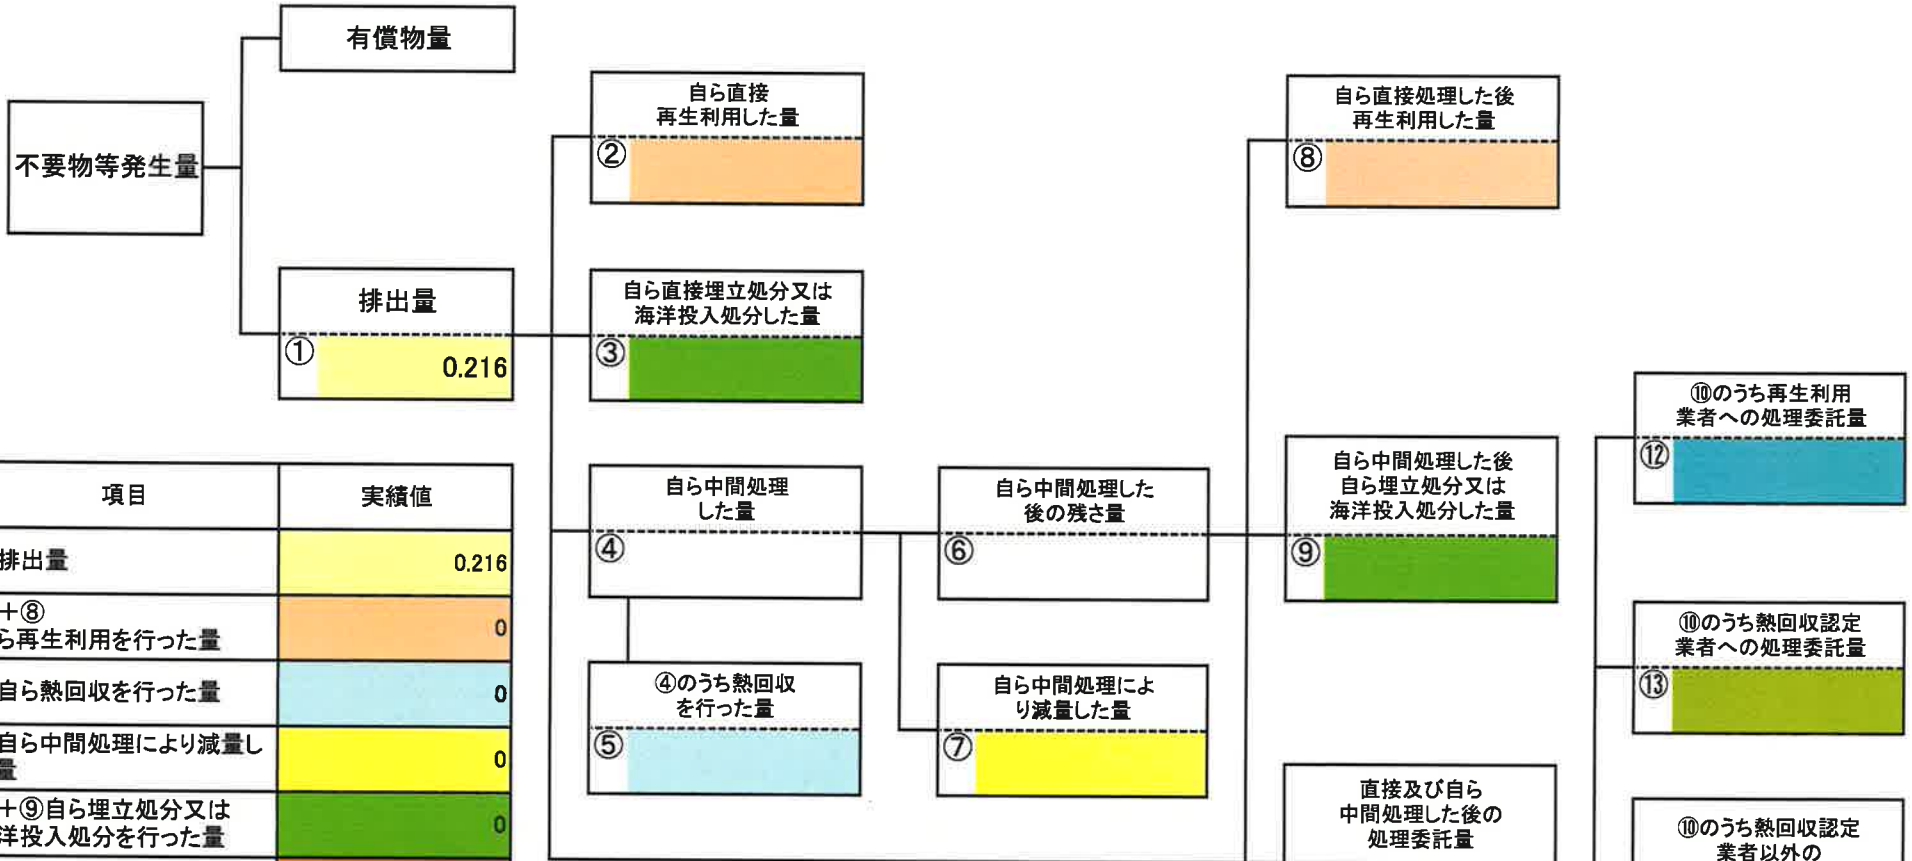 有償物量
不要物等発生量
排出量
①
0.216
自ら直接
再生利用した量
②
自ら直接埋立処分又は
海洋投入処分した量
③
自ら中間処理
した量
④
④のうち熱回収
を行った量
⑤
自ら中間処理した
後の残さ量
⑥
自ら中間処理によ
り減量した量
⑦
自ら直接処理した後
再生利用した量
⑧
自ら中間処理した後
自ら埋立処分又は
海洋投入処分した量
⑨
直接及び自ら
中間処理した後の
処理委託量
⑩のうち再生利用
業者への処理委託量
⑫
⑩のうち熱回収認定
業者への処理委託量
⑬
⑩のうち熱回収認定
業者以外の
項目 実績値
排出量 0.216
+⑧
ら再生利用を行った量 0
自ら熱回収を行った量 0
自ら中間処理により減量し
量 0
+⑨自ら埋立処分又は
洋投入処分を行った量 0